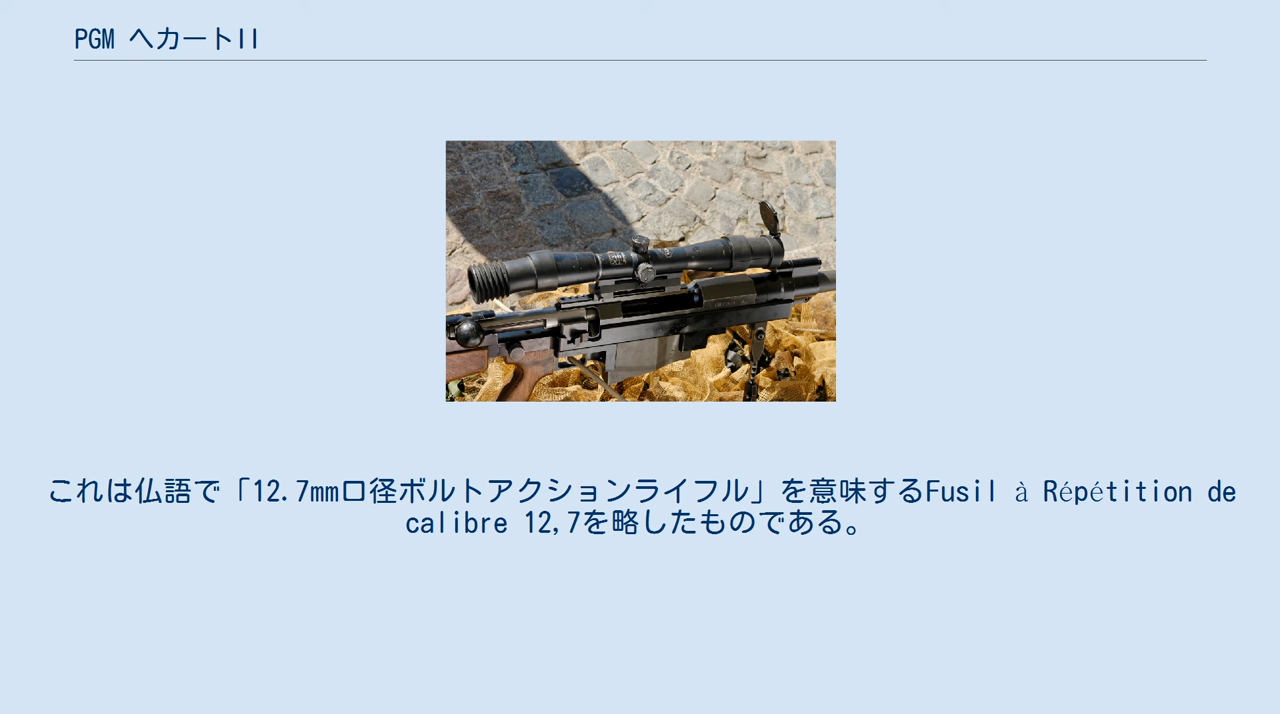 PGM ヘカートII
これは仏語で「12.7mm口径ボルトアクションライフル」を意味するFusil à Répétition de
calibre 12,7を略したものである。